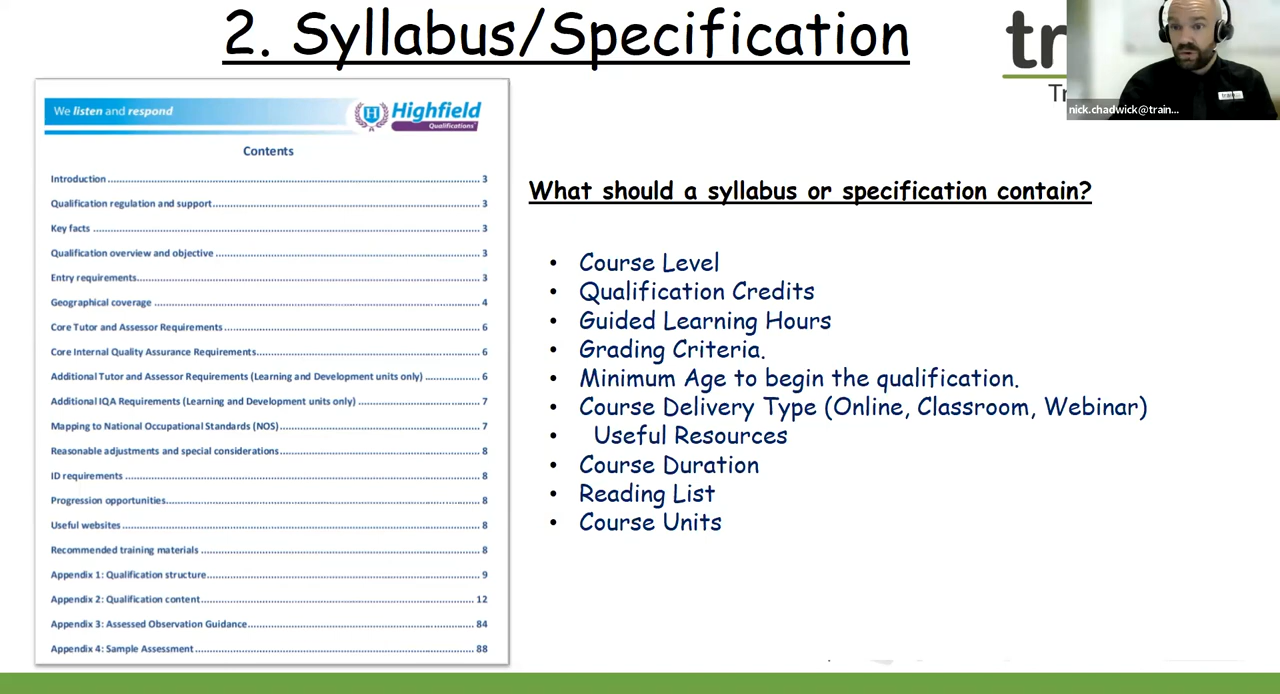 2. Syllabus/Specification
tr
Tr
nick.chadwick@train...
We listen and respond
Highfield
Qualifications
Contents
Introduction 3
Qualification regulation and support 3
Key facts 3
Qualification overview and objective 3
Entry requirements 3
Geographical coverage 4
Core Tutor and Assessor Requirements 6
Core Internal Quality Assurance Requirements 6
Additional Tutor and Assessor Requirements (Learning and Development units only) 6
Additional IQA Requirements (Learning and Development units only) 7
Mapping to National Occupational Standards (NOS) 7
Reasonable adjustments and special considerations 8
ID requirements 8
Progression opportunities 8
Useful websites 8
Recommended training materials 8
Appendix 1: Qualification structure 9
Appendix 2: Qualification content 12
Appendix 3: Assessed Observation Guidance 84
Appendix 4: Sample Assessment 88
What should a syllabus or specification contain?
• Course Level
• Qualification Credits
• Guided Learning Hours
• Grading Criteria.
• Minimum Age to begin the qualification.
• Course Delivery Type (Online, Classroom, Webinar)
• Useful Resources
• Course Duration
• Reading List
• Course Units